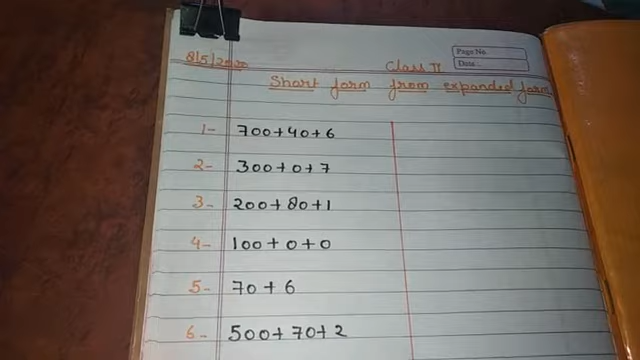 8/5/2020
Class II
Page No.
Date:
Short form from expanded form
1- 700+40+6
2- 300+0+7
3- 200+80+1
4- 100+0+0
5- 70+6
6- 500+70+2